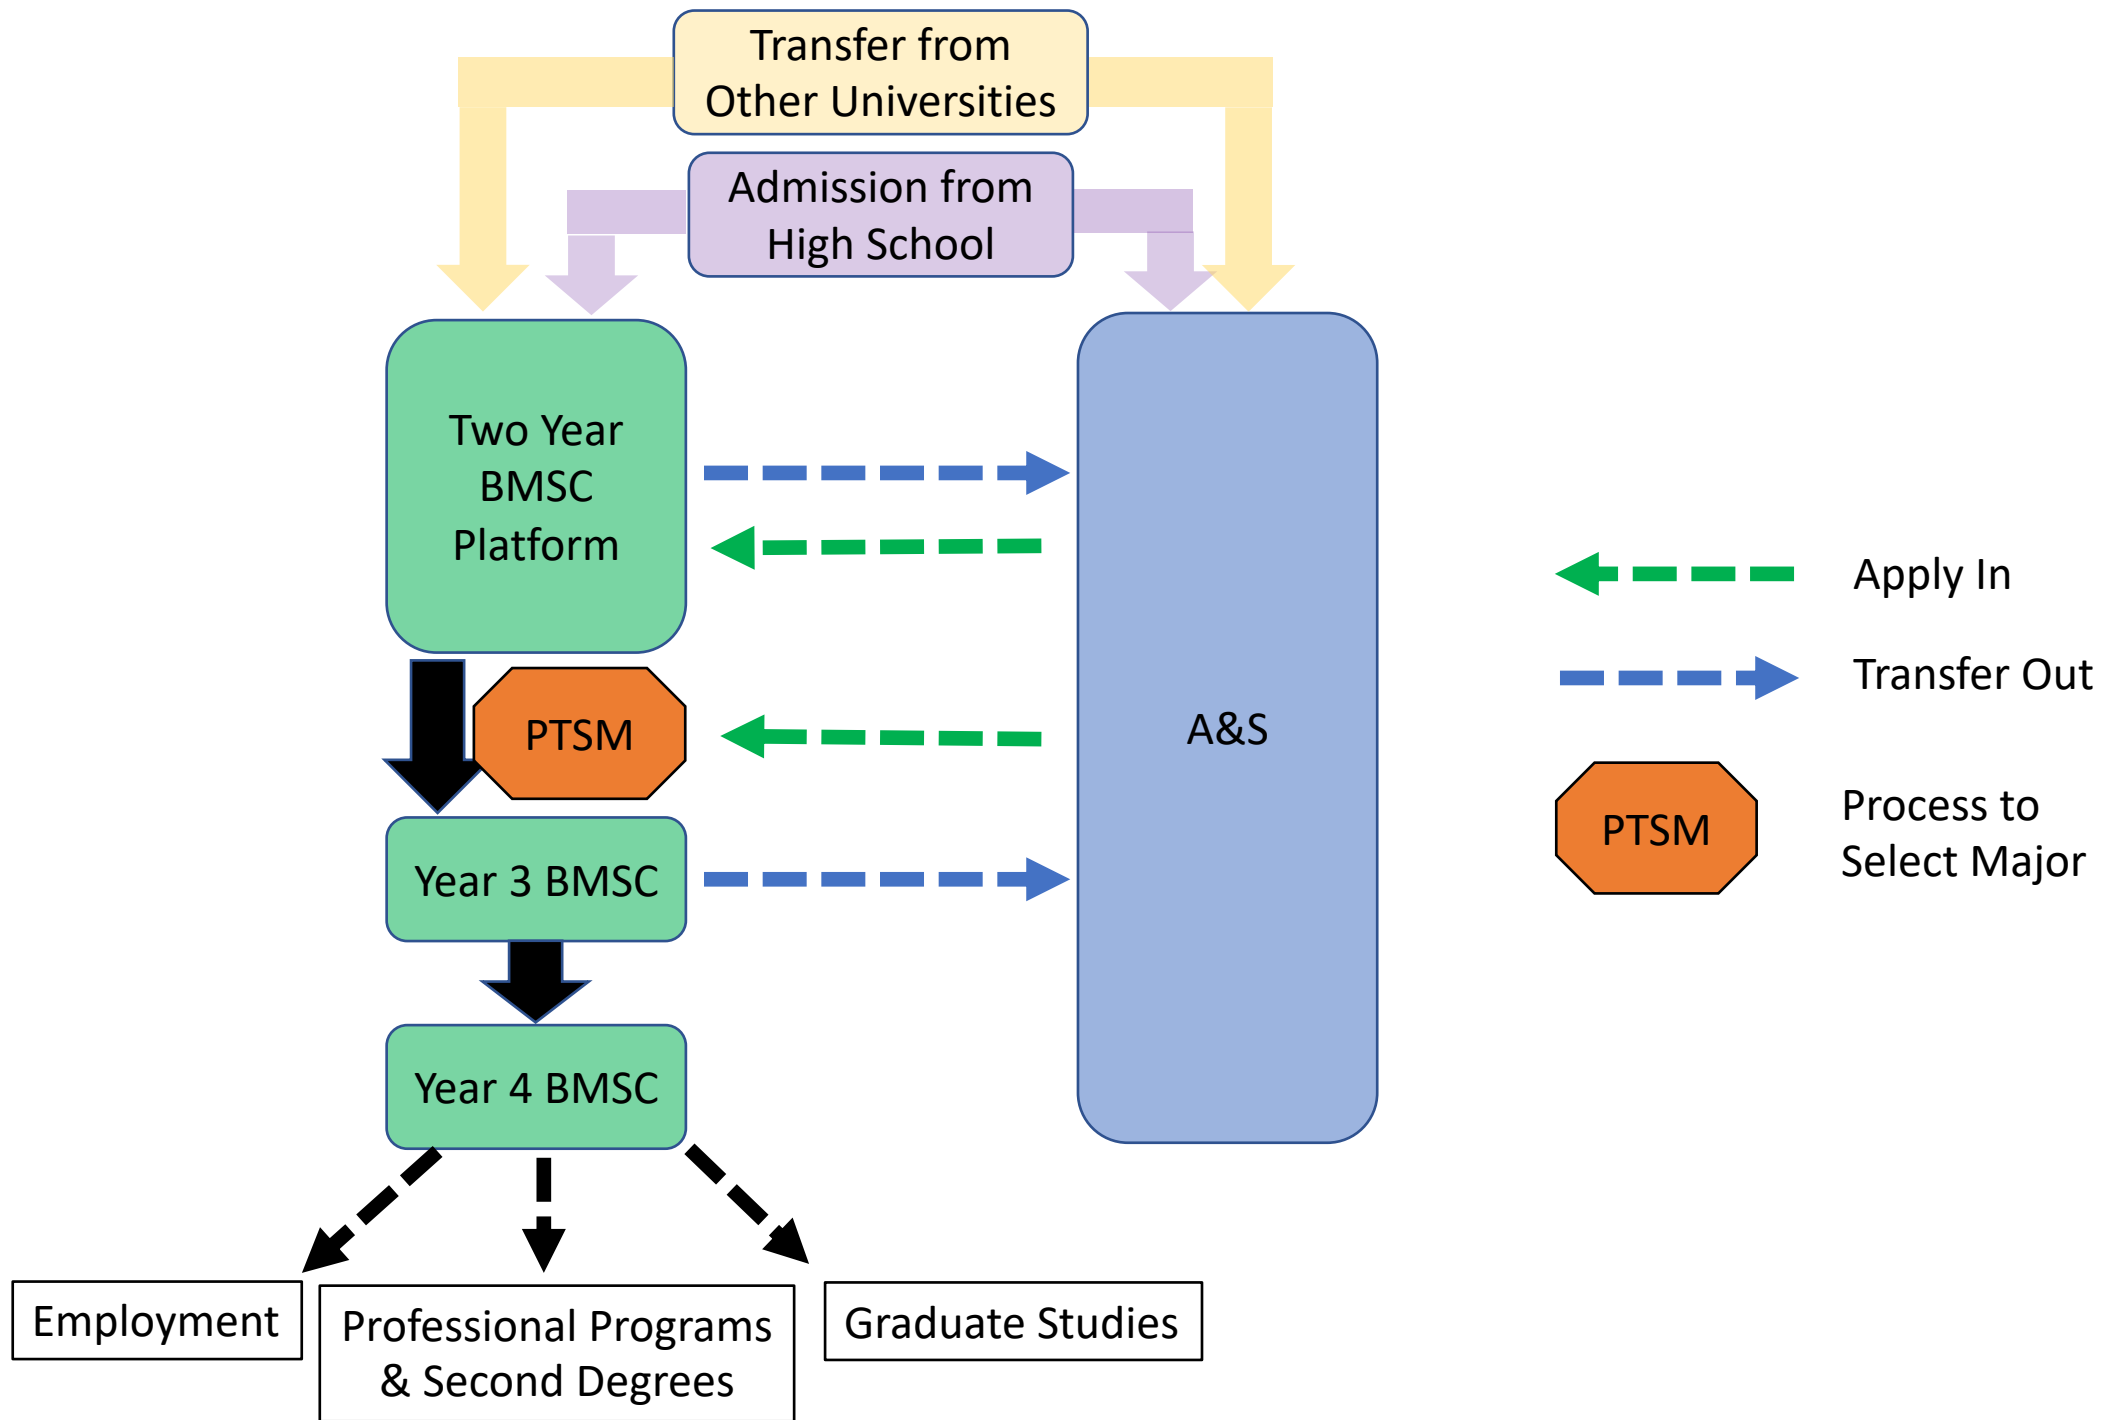 Transfer from
Other Universities
Admission from
High School
Two Year
BMSC
Platform
PTSM
A&S
Year 3 BMSC
Year 4 BMSC
Employment
Professional Programs
& Second Degrees
Graduate Studies
Apply In
Transfer Out
PTSM
Process to
Select Major